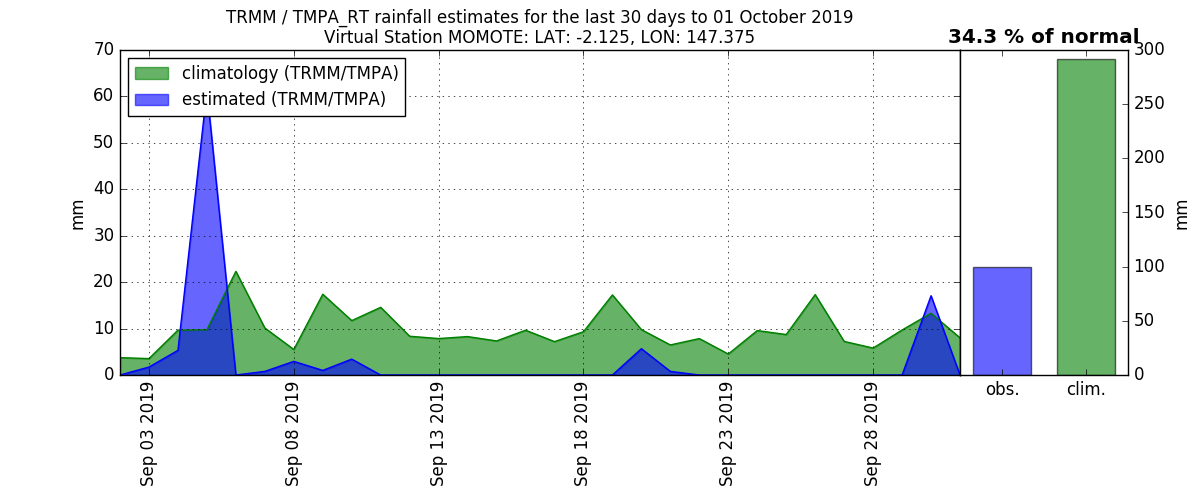 TRMM / TMPA_RT rainfall estimates for the last 30 days to 01 October 2019
Virtual Station MOMOTE: LAT: -2.125, LON: 147.375
34.3 % of normal
climatology (TRMM/TMPA)
estimated (TRMM/TMPA)
70
60
50
40
30
20
10
0
mm
Sep 03 2019
Sep 08 2019
Sep 13 2019
Sep 18 2019
Sep 23 2019
Sep 28 2019
obs.
clim.
300
250
200
150
100
50
0
mm